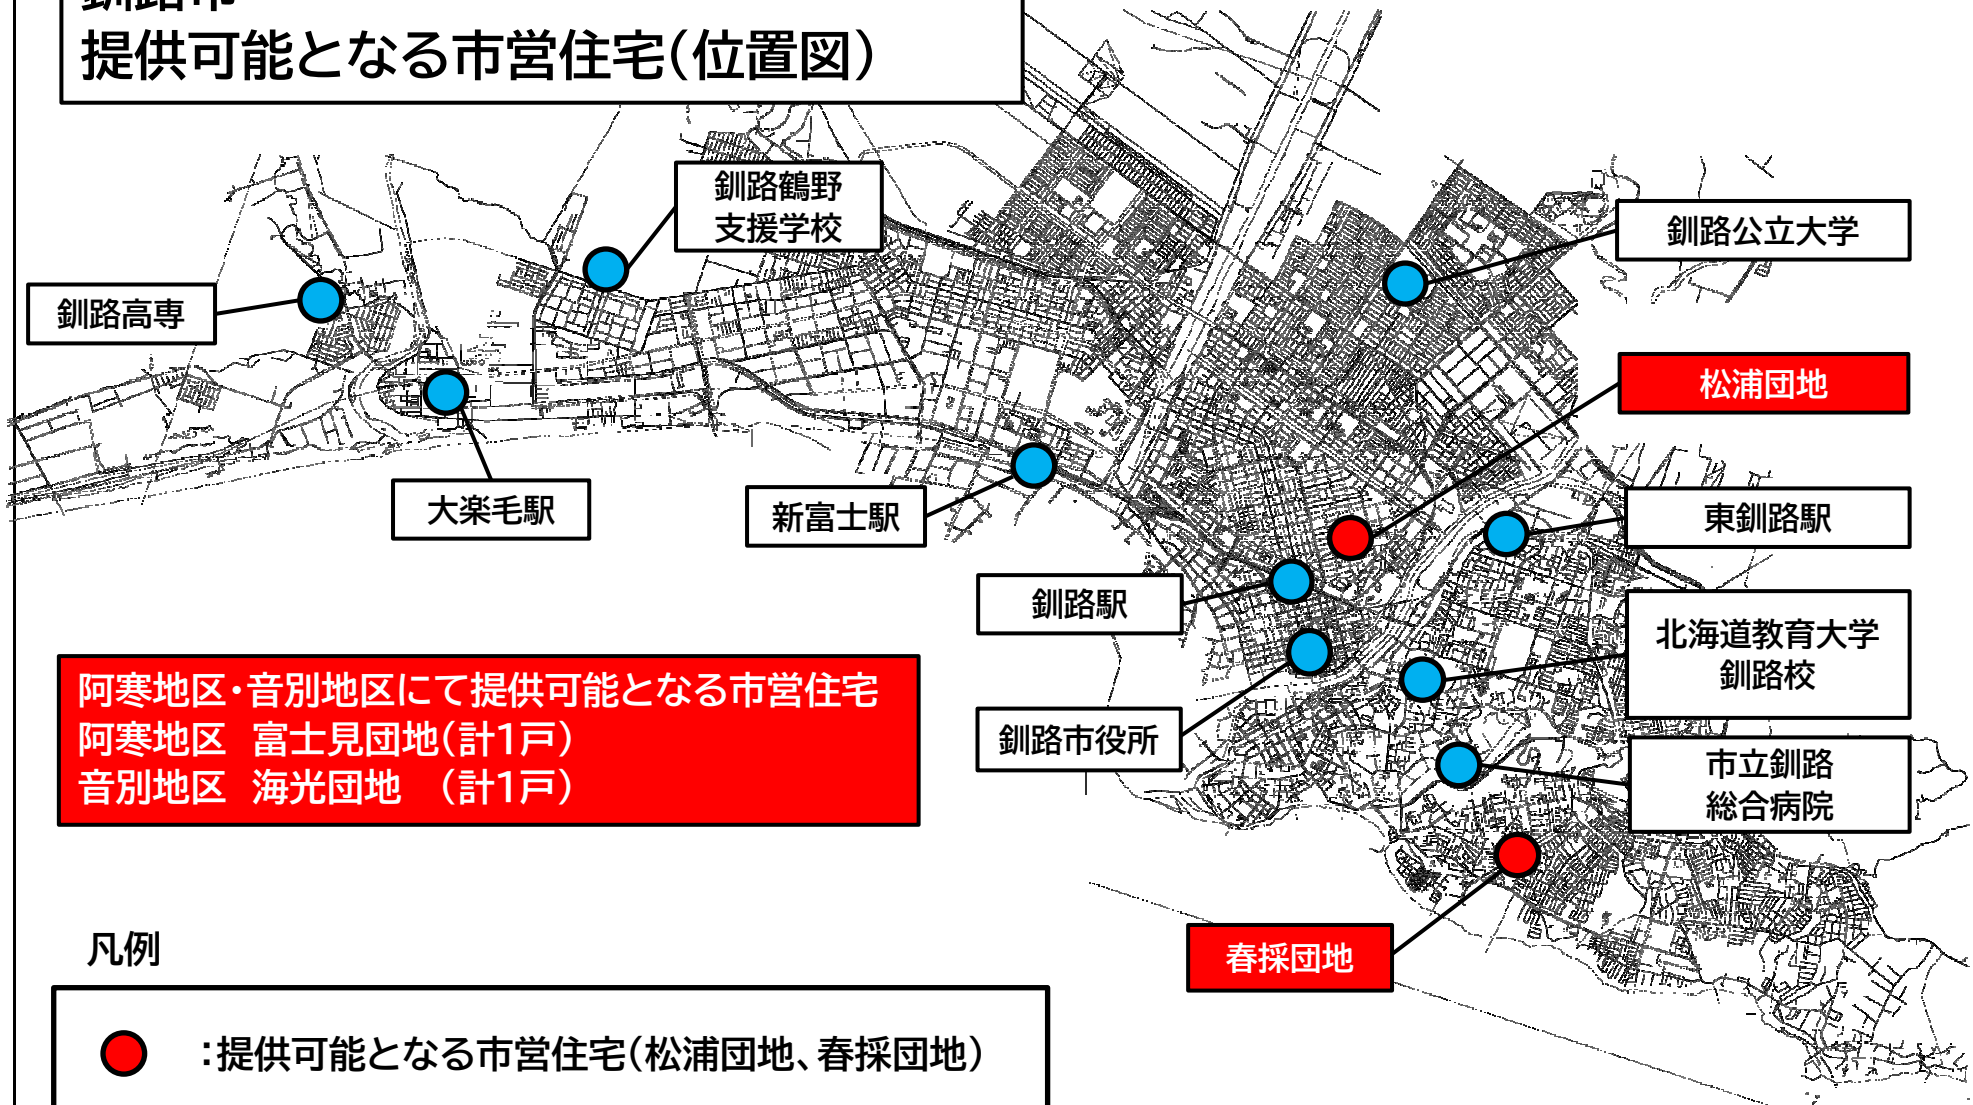 釧路市
提供可能となる市営住宅（位置図）
釧路鶴野
支援学校
釧路公立大学
釧路高専
松浦団地
大楽毛駅
新富士駅
東釧路駅
釧路駅
北海道教育大学
釧路校
阿寒地区・音別地区にて提供可能となる市営住宅
阿寒地区　富士見団地（計1戸）
音別地区　海光団地　（計1戸）
釧路市役所
市立釧路
総合病院
春採団地
凡例
：提供可能となる市営住宅（松浦団地、春採団地）